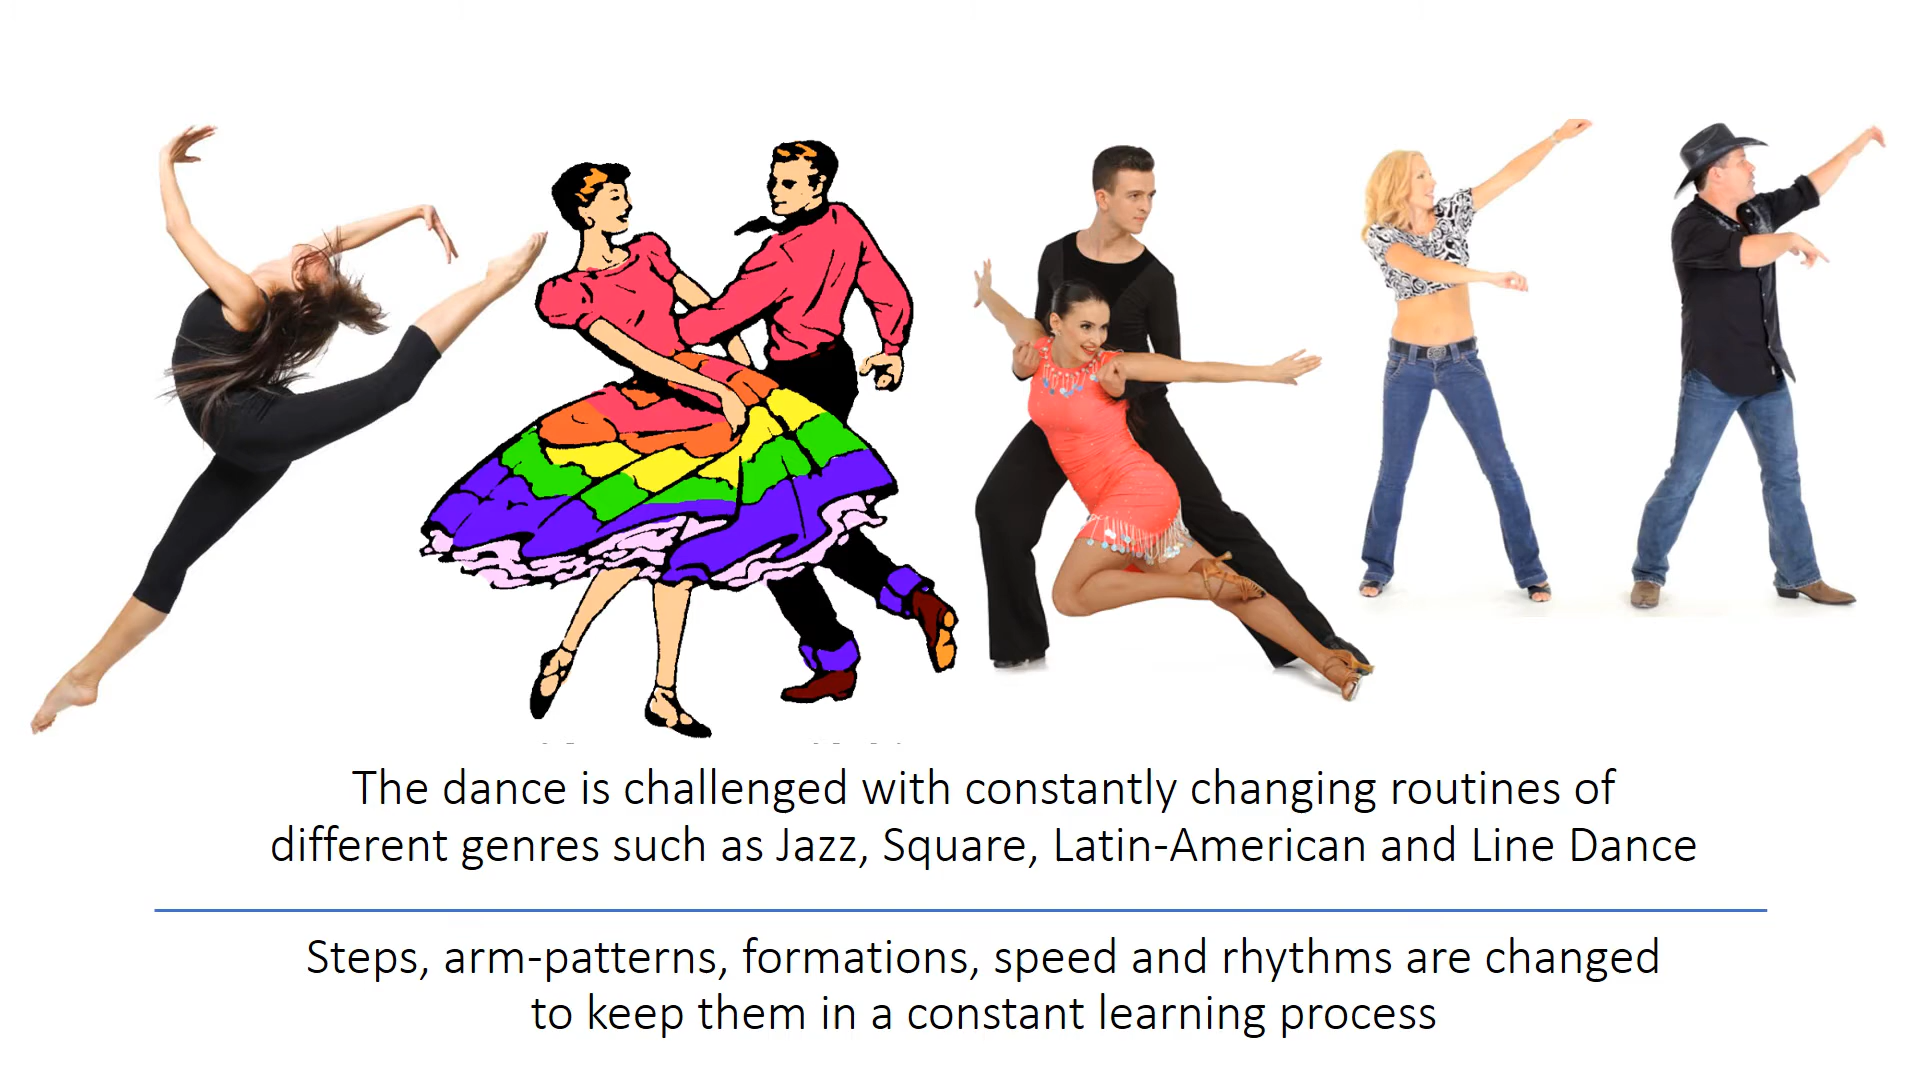 The dance is challenged with constantly changing routines of
different genres such as Jazz, Square, Latin-American and Line Dance
Steps, arm-patterns, formations, speed and rhythms are changed
to keep them in a constant learning process